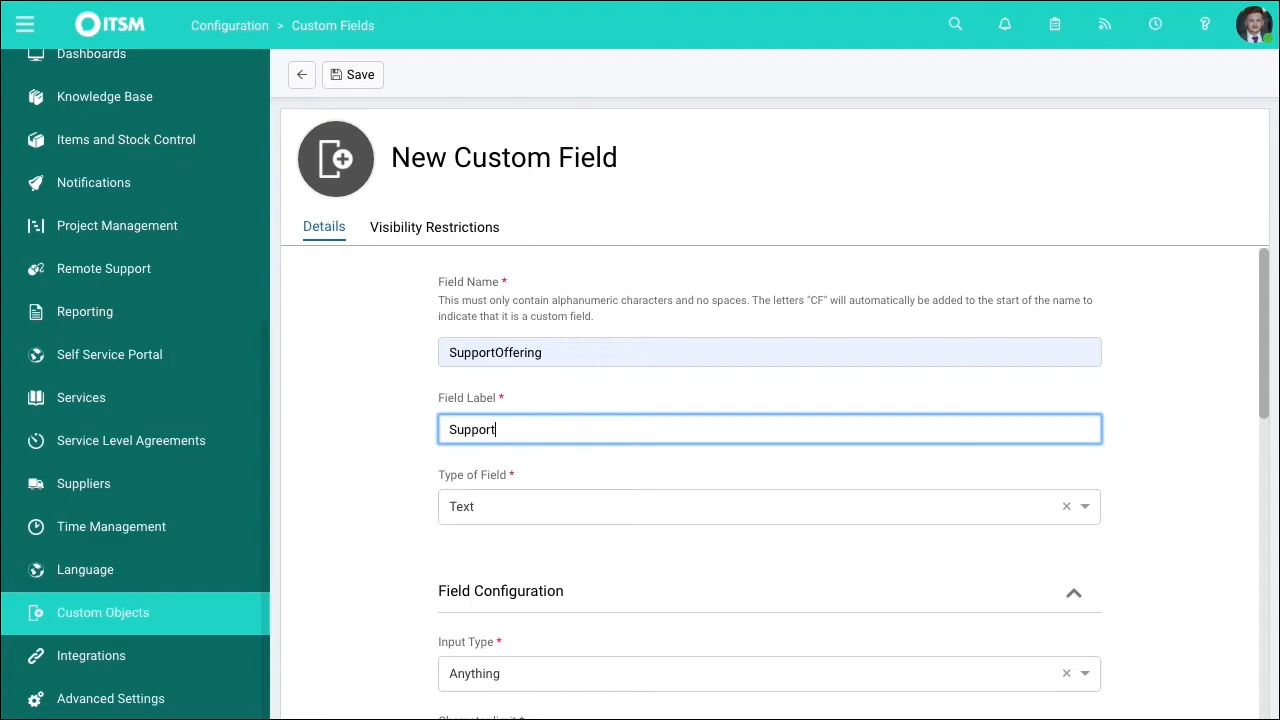 ITSM
Configuration > Custom Fields
Dashboards
Knowledge Base
Items and Stock Control
Notifications
Project Management
Remote Support
Reporting
Self Service Portal
Services
Service Level Agreements
Suppliers
Time Management
Language
Custom Objects
Integrations
Advanced Settings
Save
New Custom Field
Details
Visibility Restrictions
Field Name *
This must only contain alphanumeric characters and no spaces. The letters "CF" will automatically be added to the start of the name to
indicate that it is a custom field.
SupportOffering
Field Label *
Support
Type of Field *
Text
Field Configuration
Input Type *
Anything